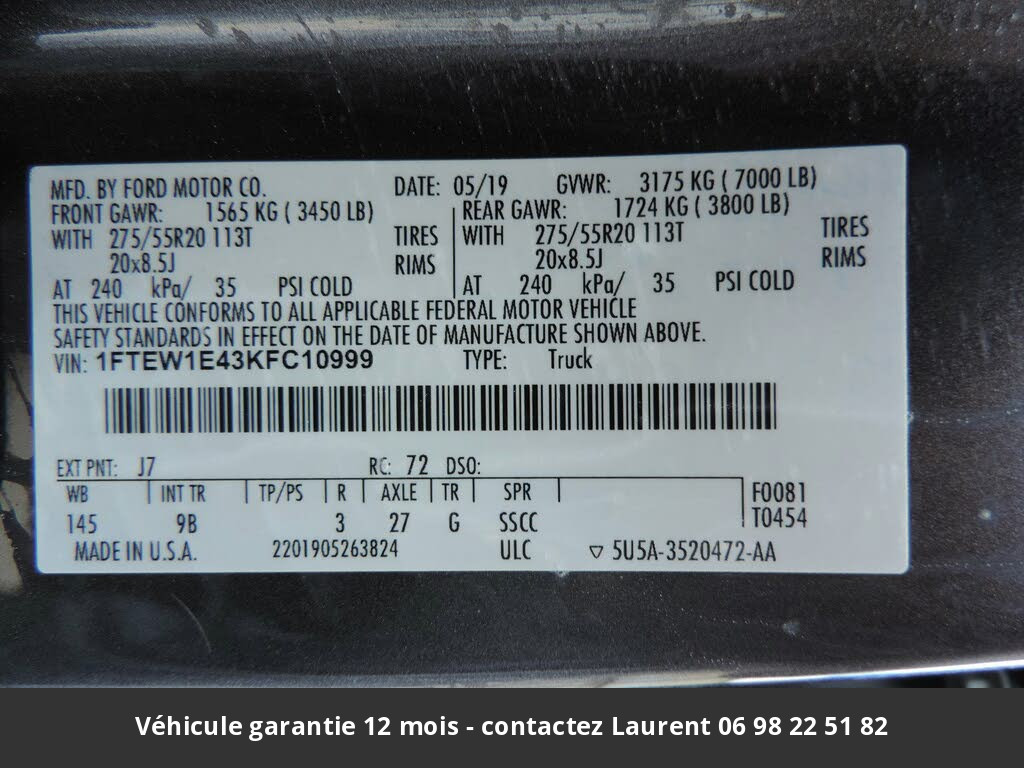 MFD. BY FORD MOTOR CO. DATE: 05/19 GVWR: 3175 KG ( 7000 LB)
FRONT GAWR: 1565 KG ( 3450 LB) REAR GAWR: 1724 KG ( 3800 LB)
WITH 275/55R20 113T TIRES WITH 275/55R20 113T TIRES
20x8.5J RIMS 20x8.5J RIMS
AT 240 kPa/ 35 PSI COLD AT 240 kPa/ 35 PSI COLD
THIS VEHICLE CONFORMS TO ALL APPLICABLE FEDERAL MOTOR VEHICLE
SAFETY STANDARDS IN EFFECT ON THE DATE OF MANUFACTURE SHOWN ABOVE.
VIN: 1FTEW1E43KFC10999 TYPE: Truck
EXT PNT: J7 RC: 72 DSO:
WB INT TR TP/PS R AXLE TR SPR F0081
145 9B 3 27 G SSCC T0454
MADE IN U.S.A. 2201905263824 ULC ▽ 5U5A-3520472-AA
Véhicule garantie 12 mois - contactez Laurent 06 98 22 51 82